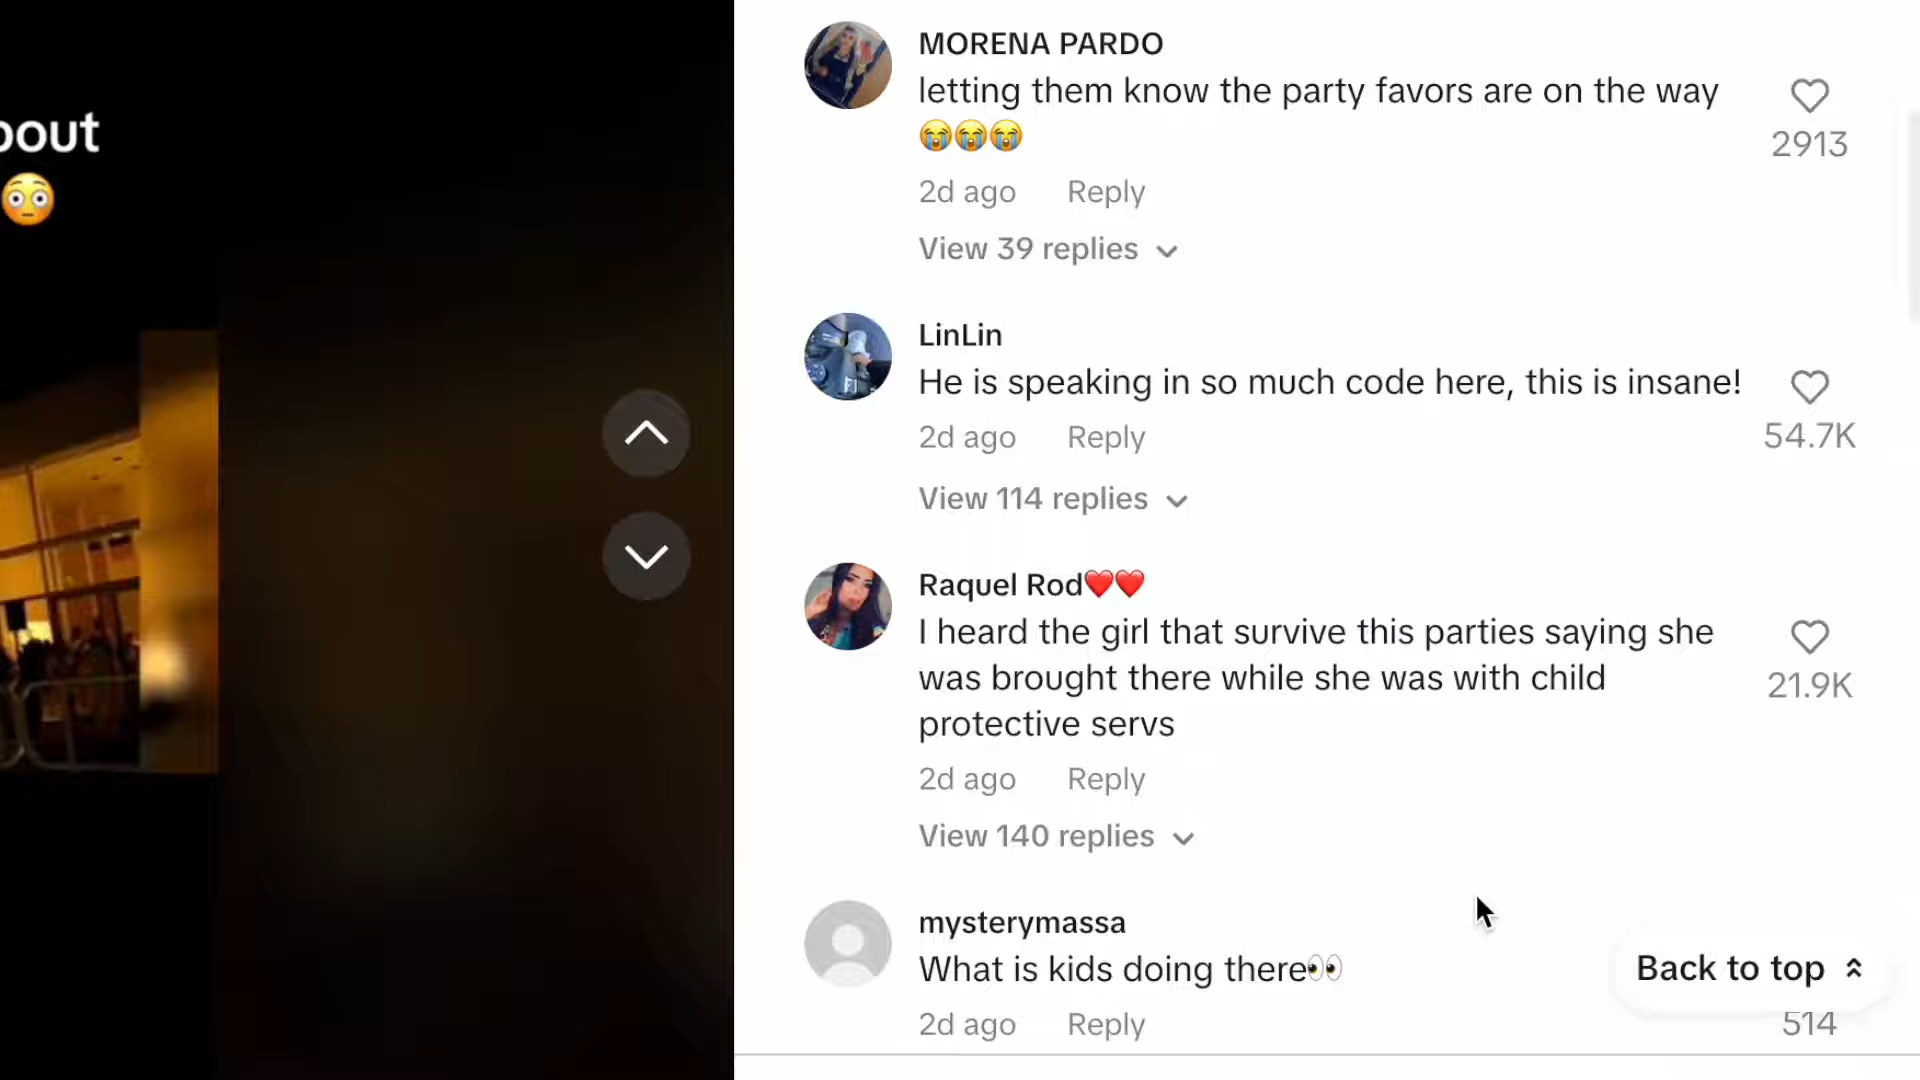 bout
😳
MORENA PARDO
letting them know the party favors are on the way
😭😭😭
2913
2d ago Reply
View 39 replies
LinLin
He is speaking in so much code here, this is insane!
54.7K
2d ago Reply
View 114 replies
Raquel Rod❤️❤️
I heard the girl that survive this parties saying she
was brought there while she was with child
protective servs
21.9K
2d ago Reply
View 140 replies
mysterymassa
What is kids doing there👀
Back to top
2d ago Reply
514